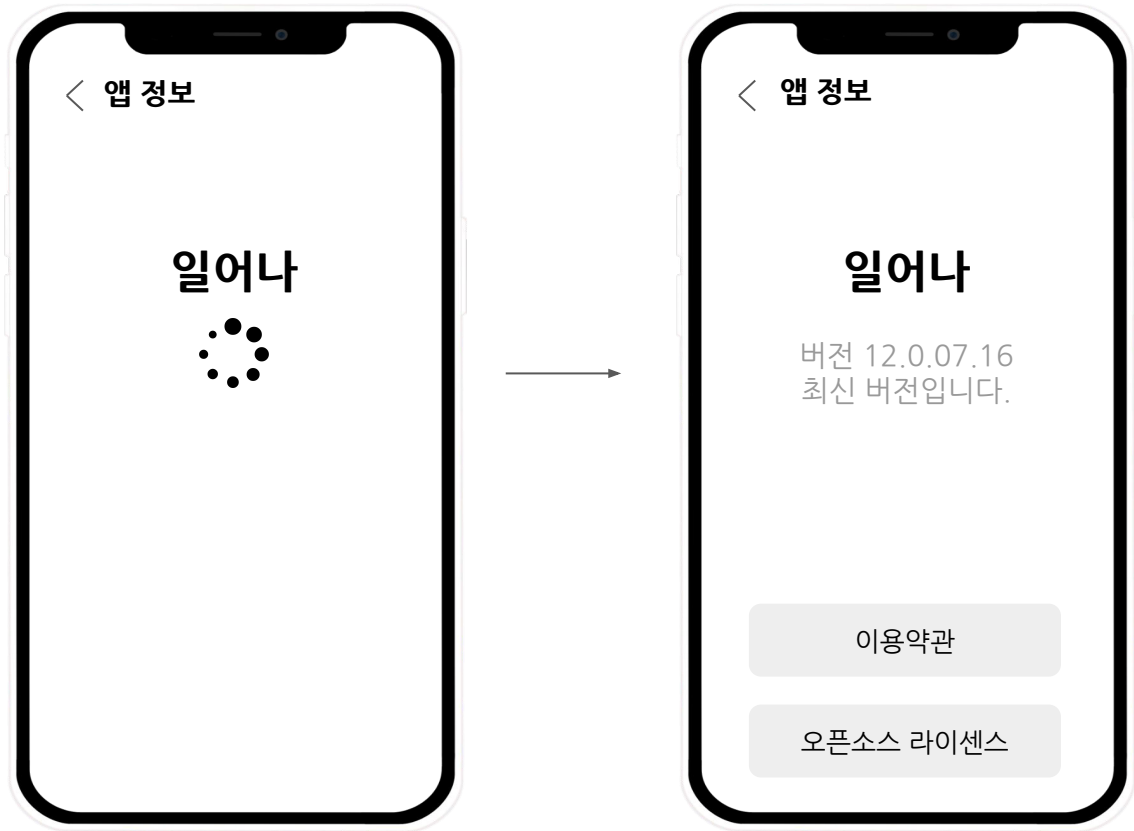 앱 정보
일어나
앱 정보
일어나
버전 12.0.07.16
최신 버전입니다.
이용약관
오픈소스 라이센스